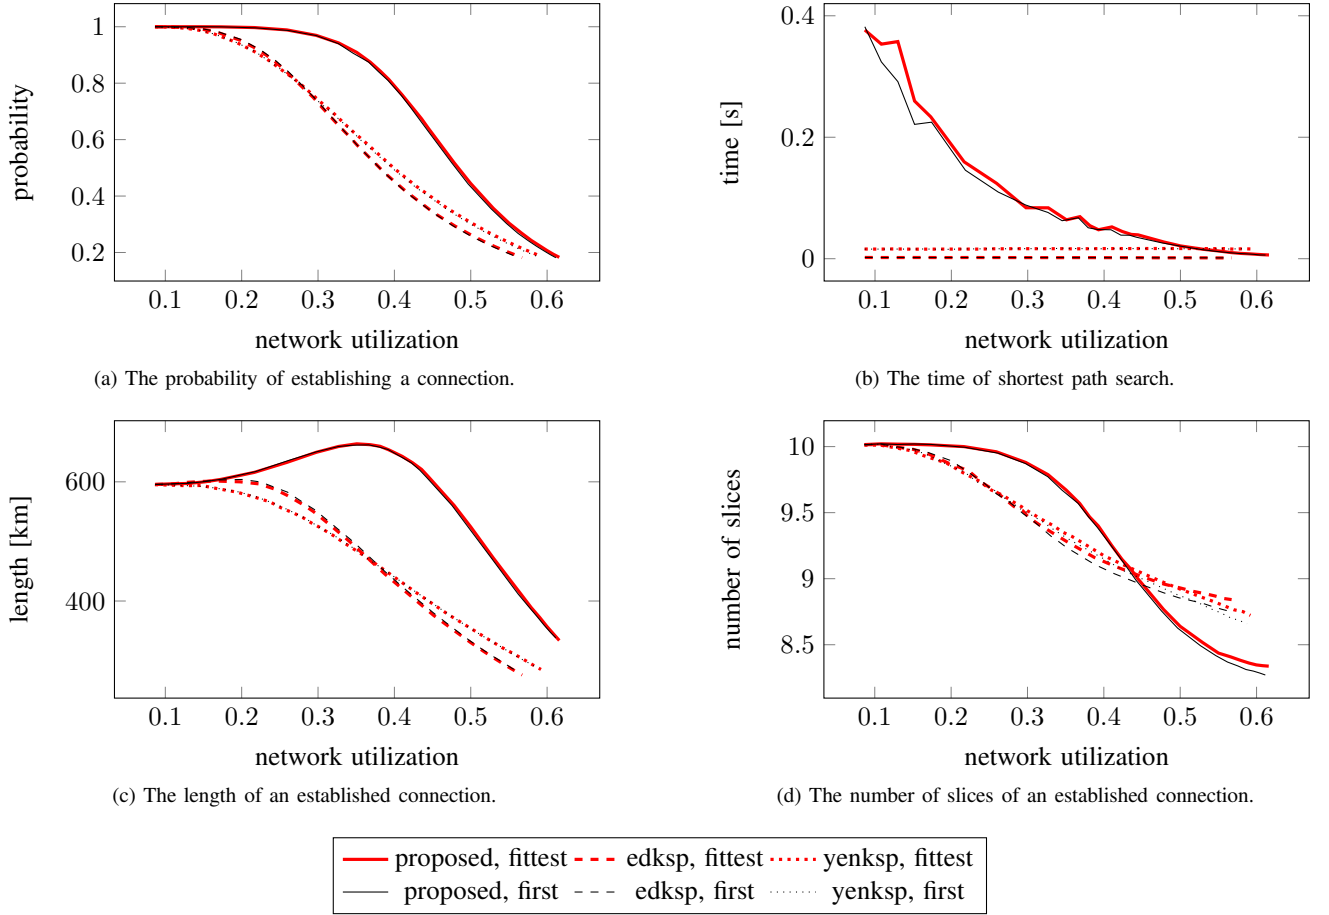 1
0.8
0.6
0.4
0.2
probability
0.1 0.2 0.3 0.4 0.5 0.6
network utilization
(a) The probability of establishing a connection.
0.4
0.2
0
time [s]
0.1 0.2 0.3 0.4 0.5 0.6
network utilization
(b) The time of shortest path search.
600
400
length [km]
0.1 0.2 0.3 0.4 0.5 0.6
network utilization
(c) The length of an established connection.
10
9.5
9
8.5
number of slices
0.1 0.2 0.3 0.4 0.5 0.6
network utilization
(d) The number of slices of an established connection.
proposed, fittest edksp, fittest yenksp, fittest
proposed, first edksp, first yenksp, first